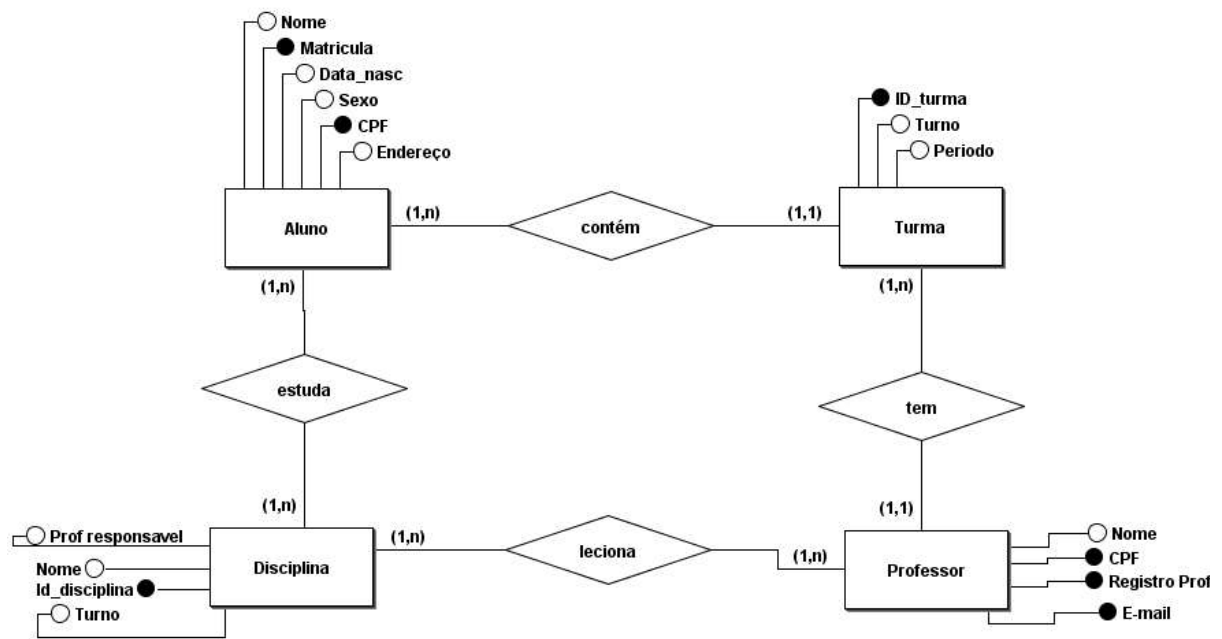 Nome
Matricula
Data_nasc
Sexo
CPF
Endereço
ID_turma
Turno
Periodo
Aluno
(1,n)
contém
(1,1)
Turma
(1,n)
(1,n)
estuda
tem
(1,n)
(1,1)
Prof responsavel
Nome
Id_disciplina
Turno
Disciplina
(1,n)
leciona
(1,n)
Professor
Nome
CPF
Registro Prof
E-mail